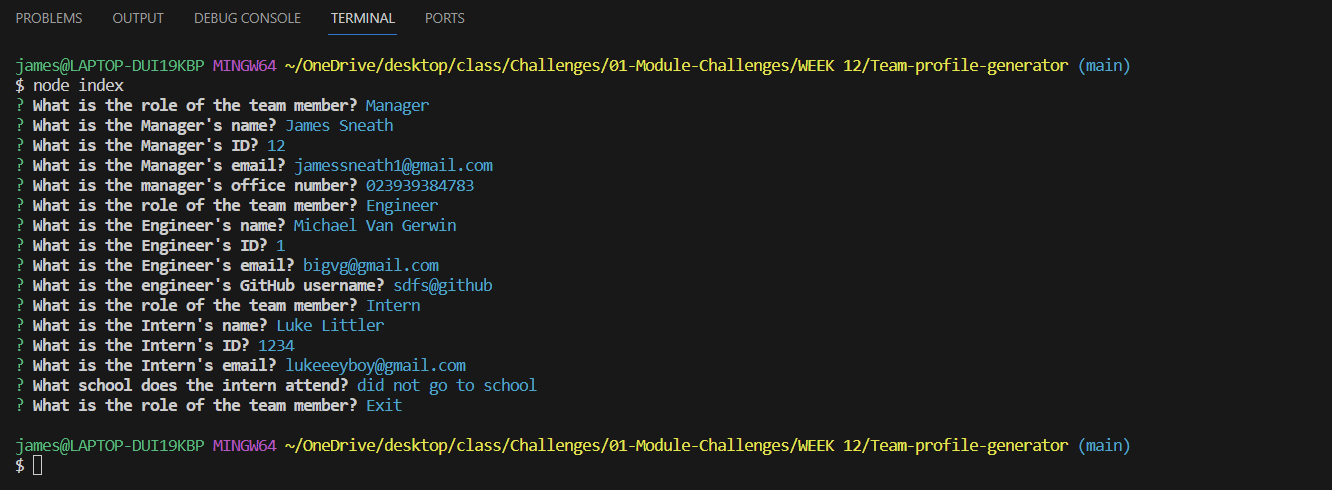 PROBLEMS OUTPUT DEBUG CONSOLE TERMINAL PORTS
james@LAPTOP-DUI19KBP MINGW64 ~/OneDrive/desktop/class/Challenges/01-Module-Challenges/WEEK 12/Team-profile-generator (main)
$ node index
? What is the role of the team member? Manager
? What is the Manager's name? James Sneath
? What is the Manager's ID? 12
? What is the Manager's email? jamessneath1@gmail.com
? What is the manager's office number? 023939384783
? What is the role of the team member? Engineer
? What is the Engineer's name? Michael Van Gerwin
? What is the Engineer's ID? 1
? What is the Engineer's email? bigvg@gmail.com
? What is the engineer's GitHub username? sdfs@github
? What is the role of the team member? Intern
? What is the Intern's name? Luke Littler
? What is the Intern's ID? 1234
? What is the Intern's email? lukeeeyboy@gmail.com
? What school does the intern attend? did not go to school
? What is the role of the team member? Exit
james@LAPTOP-DUI19KBP MINGW64 ~/OneDrive/desktop/class/Challenges/01-Module-Challenges/WEEK 12/Team-profile-generator (main)
$